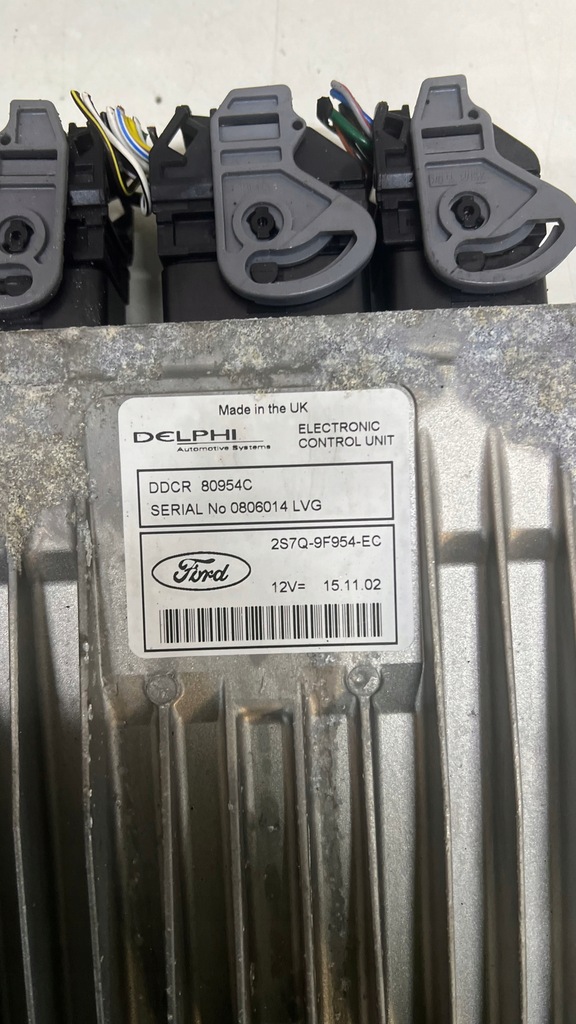 Made in the UK
DELPHI
Automotive Systems
ELECTRONIC
CONTROL UNIT
DDCR 80954C
SERIAL No 0806014 LVG
Ford
2S7Q-9F954-EC
12V= 15.11.02